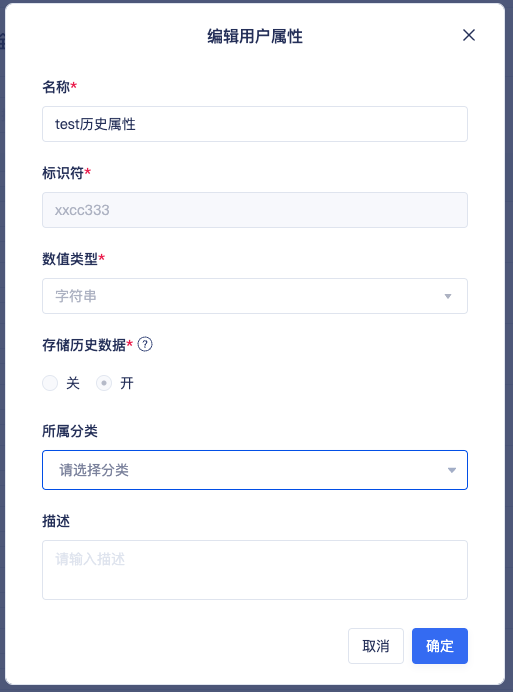 编辑用户属性
名称*
test历史属性
标识符*
xxcc333
数值类型*
字符串
存储历史数据* ?
关 开
所属分类
请选择分类
描述
请输入描述
取消 确定